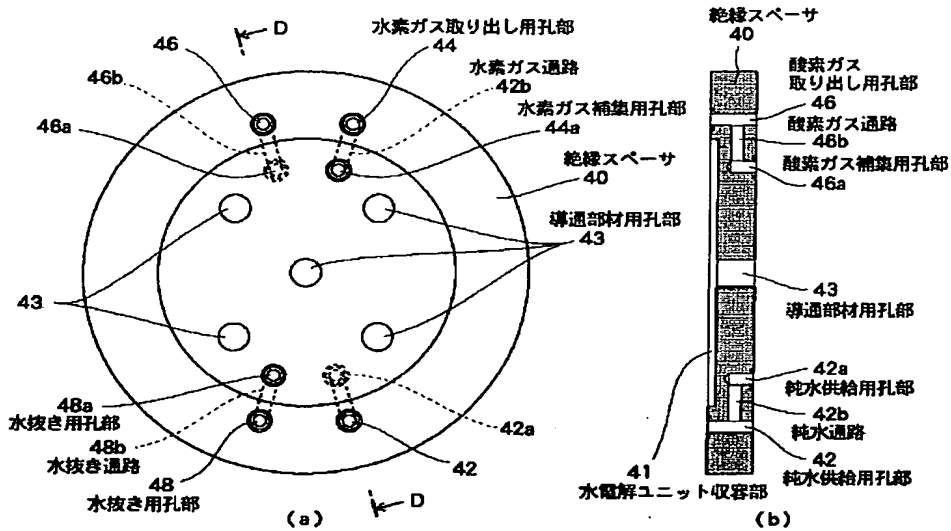 D
46
水素ガス取り出し用孔部
44
46b
水素ガス通路
42b
46a
水素ガス補集用孔部
44a
絶縁スペーサ
40
導通部材用孔部
43
43
48a
水抜き用孔部
48b
水抜き通路
48
水抜き用孔部
42a
42
D
(a)
絶縁スペーサ
40
酸素ガス
取り出し用孔部
46
酸素ガス通路
46b
酸素ガス補集用孔部
46a
43
導通部材用孔部
42a
純水供給用孔部
42b
純水通路
42
純水供給用孔部
41
水電解ユニット収容部
(b)